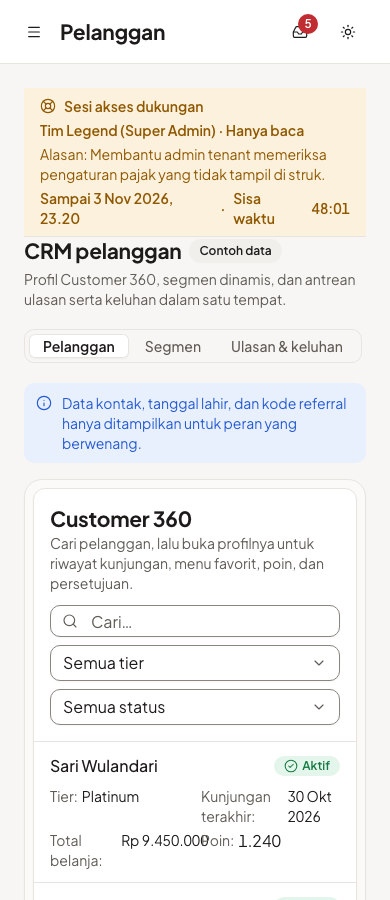 Pelanggan
5
Sesi akses dukungan
Tim Legend (Super Admin) · Hanya baca
Alasan: Membantu admin tenant memeriksa
pengaturan pajak yang tidak tampil di struk.
Sampai 3 Nov 2026, 23.20 · Sisa waktu 48:01
CRM pelanggan Contoh data
Profil Customer 360, segmen dinamis, dan antrean
ulasan serta keluhan dalam satu tempat.
Pelanggan Segmen Ulasan & keluhan
Data kontak, tanggal lahir, dan kode referral
hanya ditampilkan untuk peran yang
berwenang.
Customer 360
Cari pelanggan, lalu buka profilnya untuk
riwayat kunjungan, menu favorit, poin, dan
persetujuan.
Cari...
Semua tier
Semua status
Sari Wulandari Aktif
Tier: Platinum Kunjungan terakhir: 30 Okt 2026
Total belanja: Rp 9.450.000 Poin: 1.240